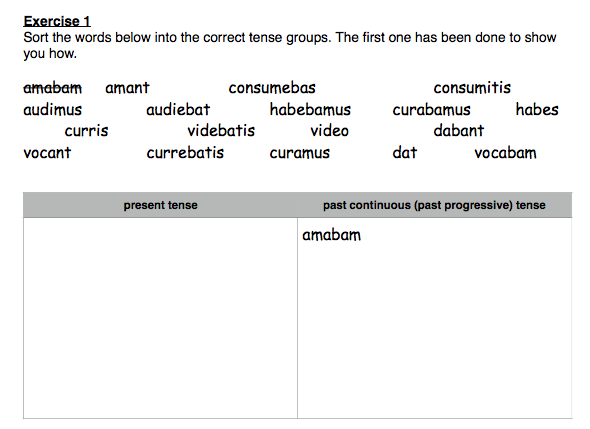 Exercise 1
Sort the words below into the correct tense groups. The first one has been done to show
you how.
amabam amant consumebas consumitis
audimus audiebat habebamus curabamus habes
curris videbatis video dabant
vocant currebatis curamus dat vocabam
present tense past continuous (past progressive) tense
amabam